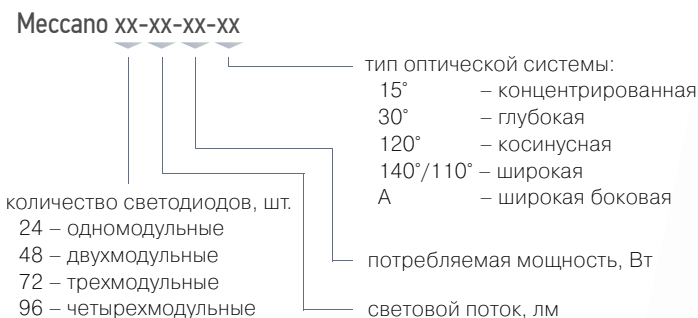 Meccano xx-xx-xx-xx
тип оптической системы:
15° – концентрированная
30° – глубокая
120° – косинусная
140°/110° – широкая
А – широкая боковая
количество светодиодов, шт.
24 – одномодульные
48 – двухмодульные
72 – трехмодульные
96 – четырехмодульные
потребляемая мощность, Вт
световой поток, лм